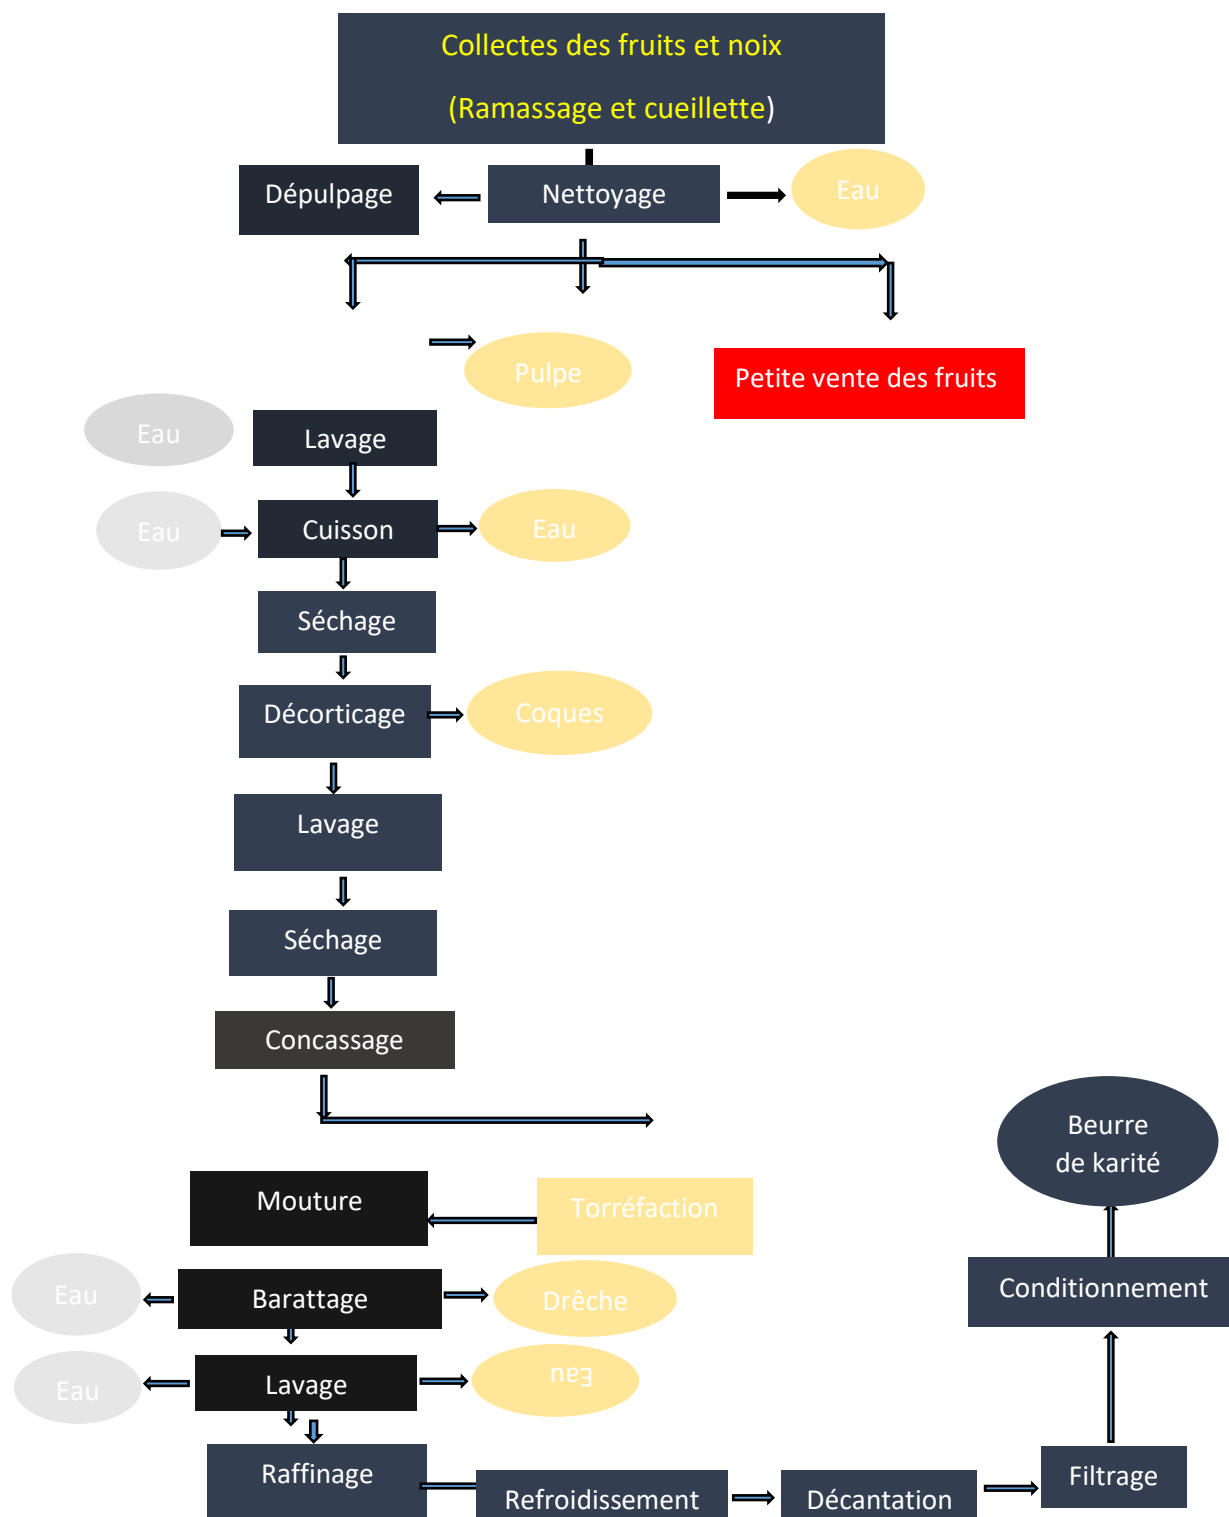 Collectes des fruits et noix
(Ramassage et cueillette)
Dépulpage
Nettoyage
Eau
Pulpe
Petite vente des fruits
Eau
Lavage
Eau
Cuisson
Eau
Séchage
Décorticage
Coques
Lavage
Séchage
Concassage
Beurre
de karité
Mouture
Torréfaction
Conditionnement
Eau
Barattage
Drêche
Eau
Lavage
Eau
Raffinage
Refroidissement
Décantation
Filtrage